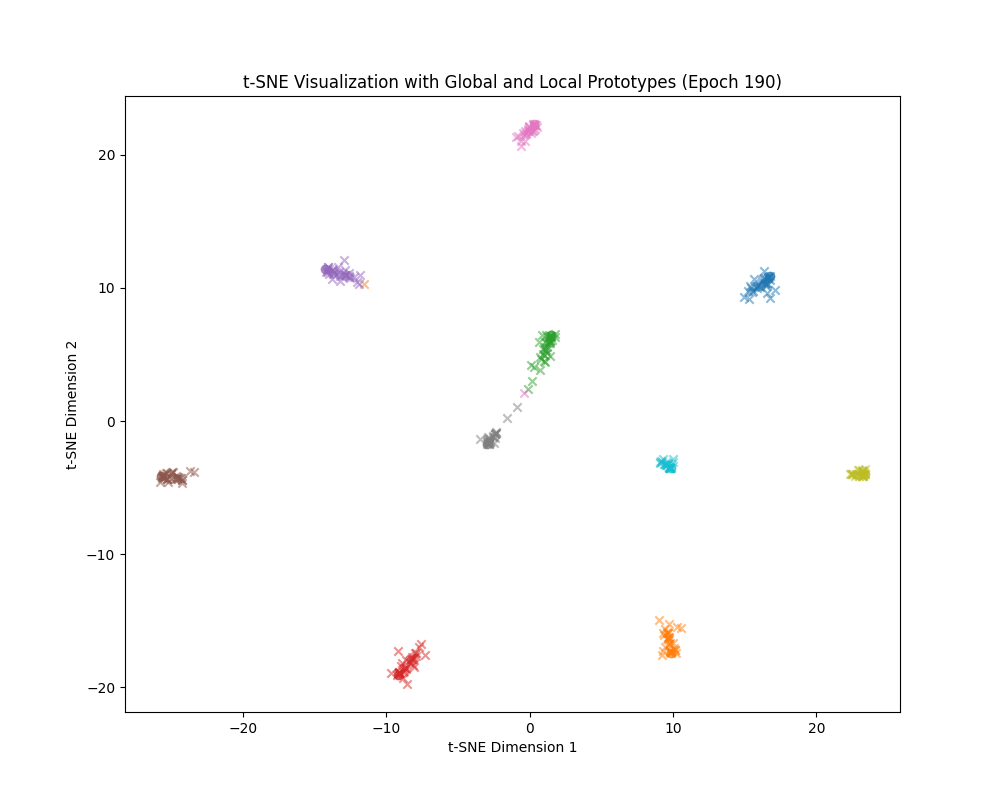 t-SNE Visualization with Global and Local Prototypes (Epoch 190)
20
10
0
−10
−20
t-SNE Dimension 2
−20 −10 0 10 20
t-SNE Dimension 1